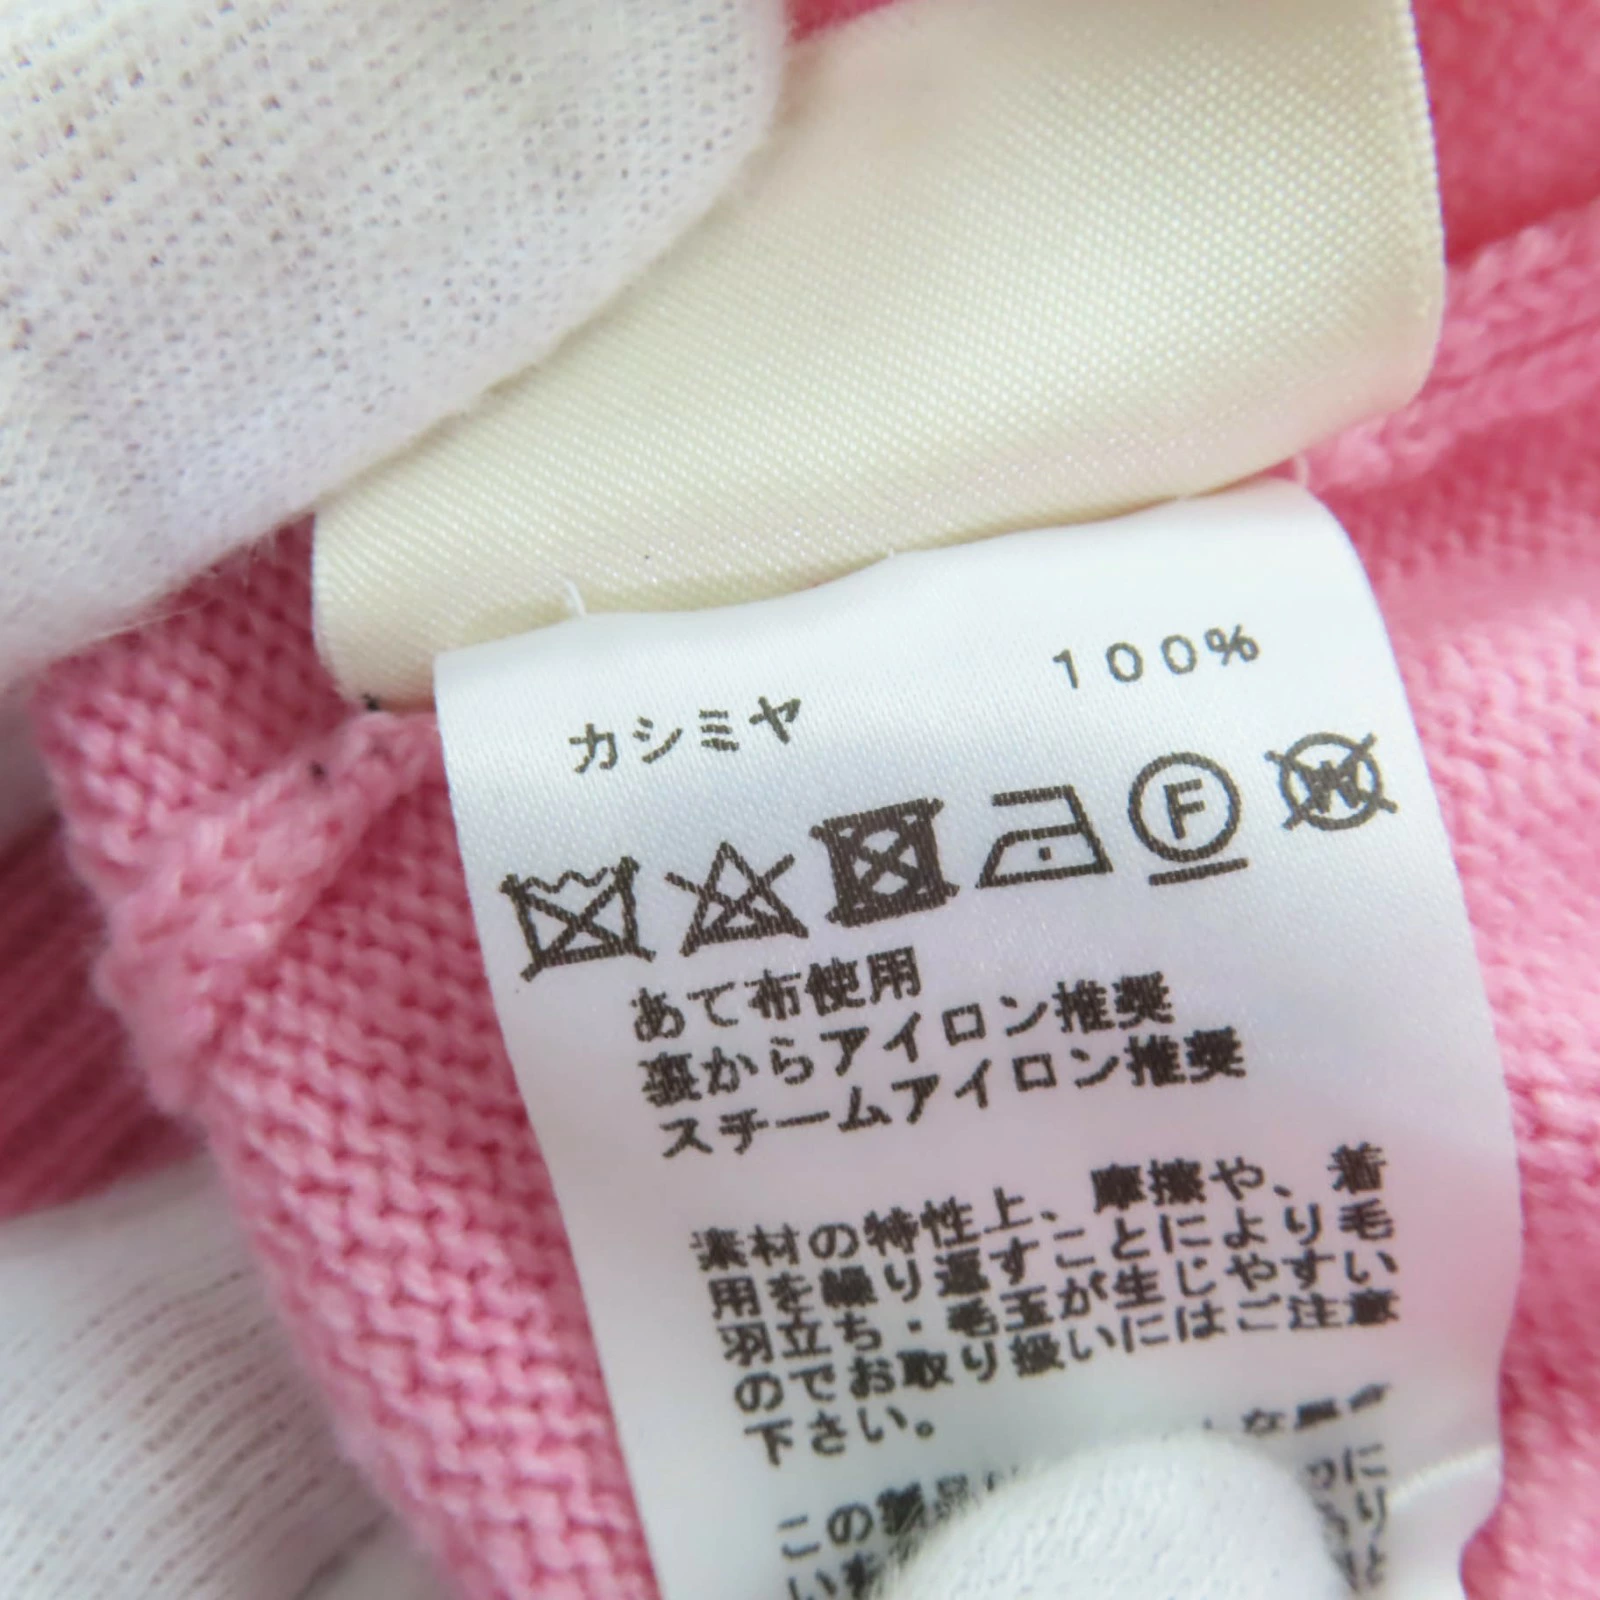 カシミヤ 100%
F W
あて布使用
裏からアイロン推奨
スチームアイロン推奨
素材の特性上、摩擦や、着
用を繰り返すことにより毛
羽立ち・毛玉が生じやすい
のでお取り扱いにはご注意
下さい。
この製品